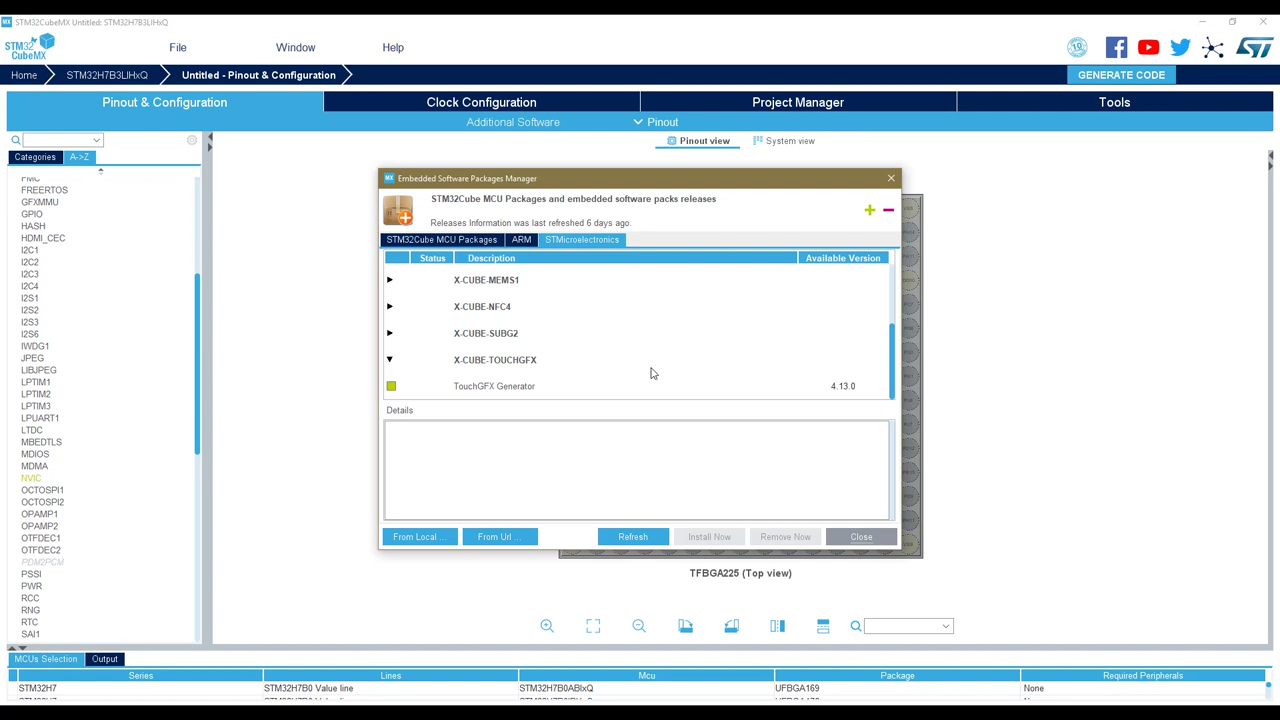 STM32CubeMX Untitled: STM32H7B3LIHxQ
STM32
CubeMX
File
Window
Help
10
ST
Home
STM32H7B3LIHxQ
Untitled - Pinout & Configuration
GENERATE CODE
Pinout & Configuration
Clock Configuration
Project Manager
Tools
Additional Software
Pinout
Pinout view
System view
Categories
A->Z
FMC
FREERTOS
GFXMMU
GPIO
HASH
HDMI_CEC
I2C1
I2C2
I2C3
I2C4
I2S1
I2S2
I2S3
I2S6
IWDG1
JPEG
LIBJPEG
LPTIM1
LPTIM2
LPTIM3
LPUART1
LTDC
MBEDTLS
MDIOS
MDMA
NVIC
OCTOSPI1
OCTOSPI2
OPAMP1
OPAMP2
OTFDEC1
OTFDEC2
PDM2PCM
PSSI
PWR
RCC
RNG
RTC
SAI1
MX Embedded Software Packages Manager
STM32Cube MCU Packages and embedded software packs releases
Releases Information was last refreshed 6 days ago.
STM32Cube MCU Packages
ARM
STMicroelectronics
Status
Description
Available Version
X-CUBE-MEMS1
X-CUBE-NFC4
X-CUBE-SUBG2
X-CUBE-TOUCHGFX
TouchGFX Generator
4.13.0
Details
From Local ...
From Url ...
Refresh
Install Now
Remove Now
Close
TFBGA225 (Top view)
MCUs Selection
Output
Series
Lines
Mcu
Package
Required Peripherals
STM32H7
STM32H7B0 Value line
STM32H7B0ABIxQ
UFBGA169
None